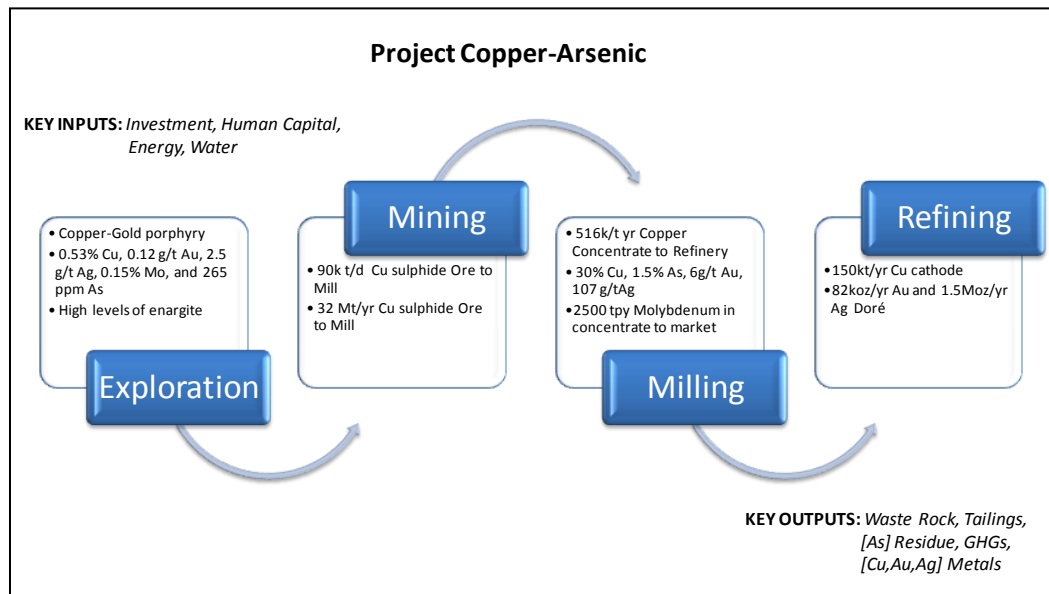 Project Copper-Arsenic
KEY INPUTS: Investment, Human Capital,
Energy, Water
• Copper-Gold porphyry
• 0.53% Cu, 0.12 g/t Au, 2.5
g/t Ag, 0.15% Mo, and 265
ppm As
• High levels of enargite
Exploration
Mining
• 90k t/d Cu sulphide Ore to
Mill
• 32 Mt/yr Cu sulphide Ore
to Mill
• 516k/t yr Copper
Concentrate to Refinery
• 30% Cu, 1.5% As, 6g/t Au,
107 g/tAg
• 2500 tpy Molybdenum in
concentrate to market
Milling
Refining
• 150kt/yr Cu cathode
• 82koz/yr Au and 1.5Moz/yr
Ag Doré
KEY OUTPUTS: Waste Rock, Tailings,
[As] Residue, GHGs,
[Cu,Au,Ag] Metals